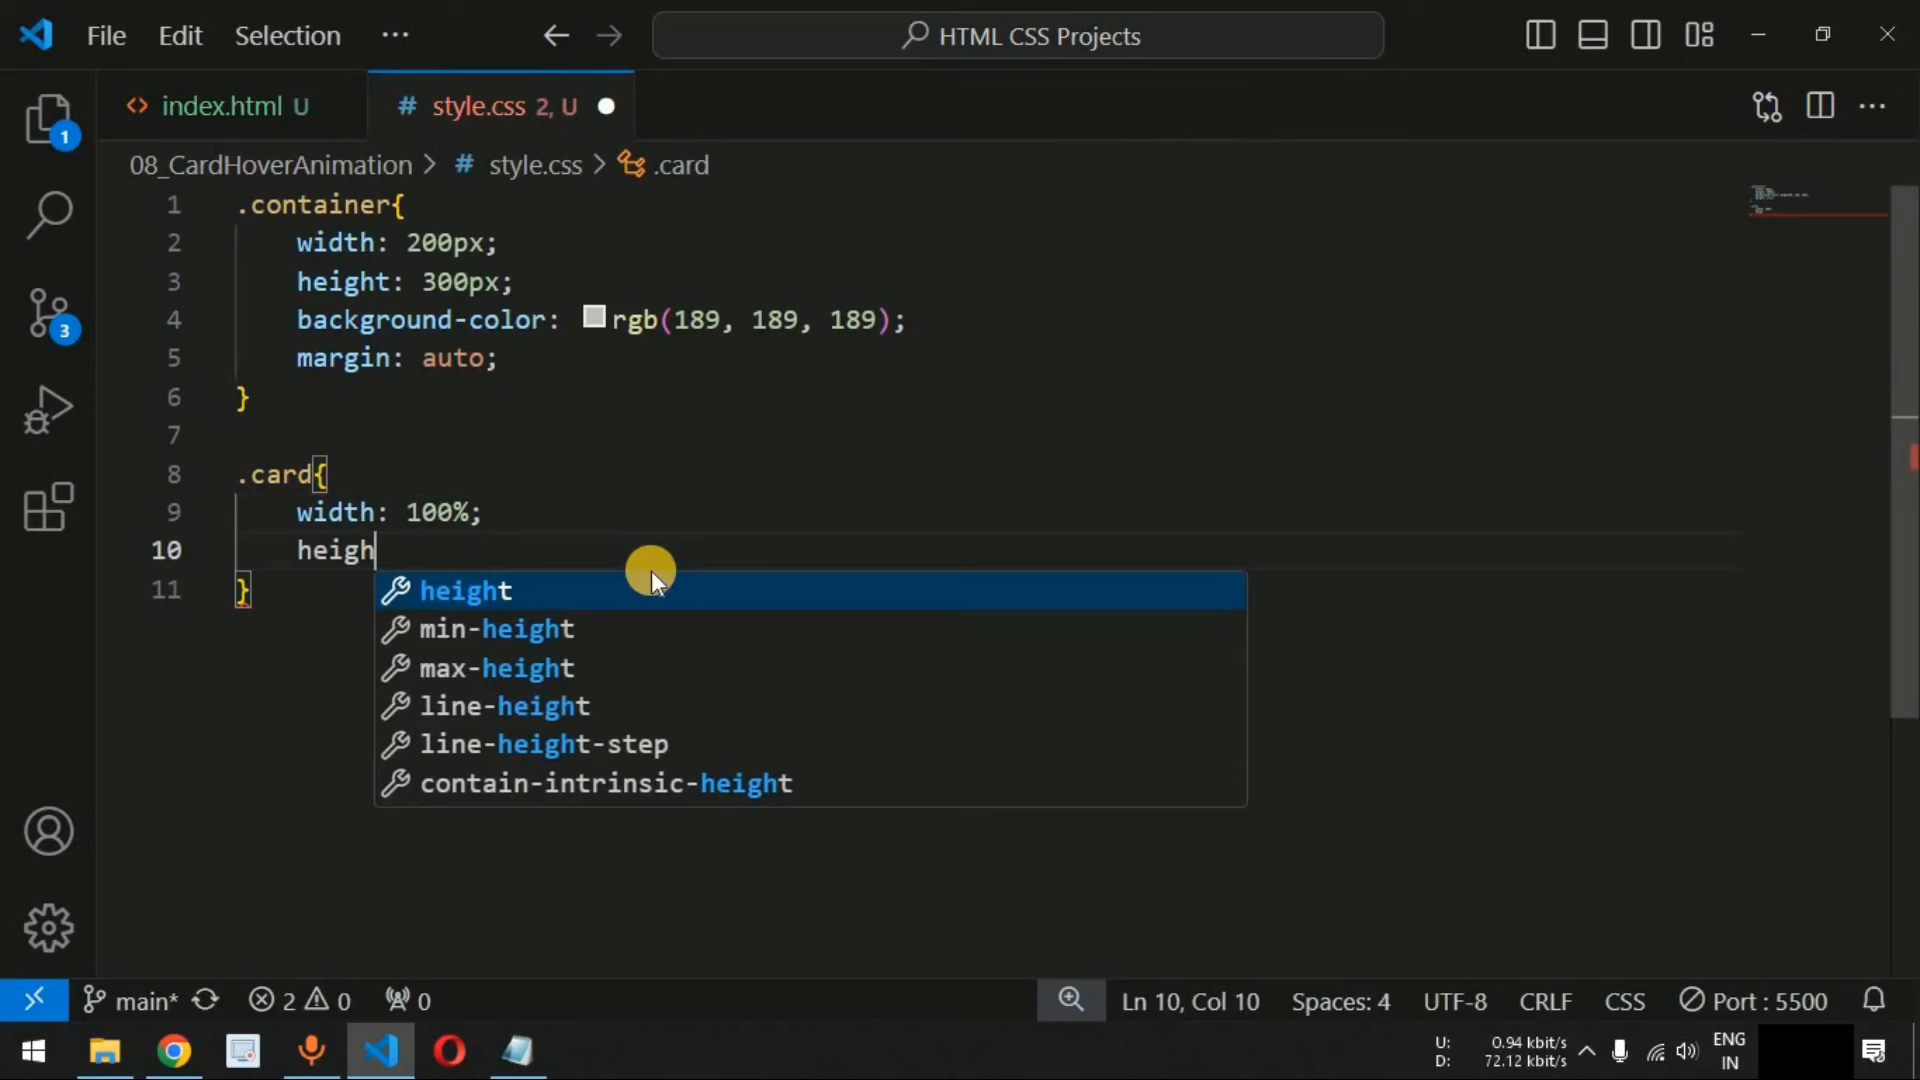 File Edit Selection ··· HTML CSS Projects
index.html U
style.css 2, U
08_CardHoverAnimation > # style.css > .card
1 .container{
2 width: 200px;
3 height: 300px;
4 background-color: rgb(189, 189, 189);
5 margin: auto;
6 }
7
8 .card{
9 width: 100%;
10 heigh
11 }
height
min-height
max-height
line-height
line-height-step
contain-intrinsic-height
1
3
main* 2 0 0 Ln 10, Col 10 Spaces: 4 UTF-8 CRLF CSS Port : 5500
U: 0.94 kbit/s
D: 72.12 kbit/s
ENG
IN